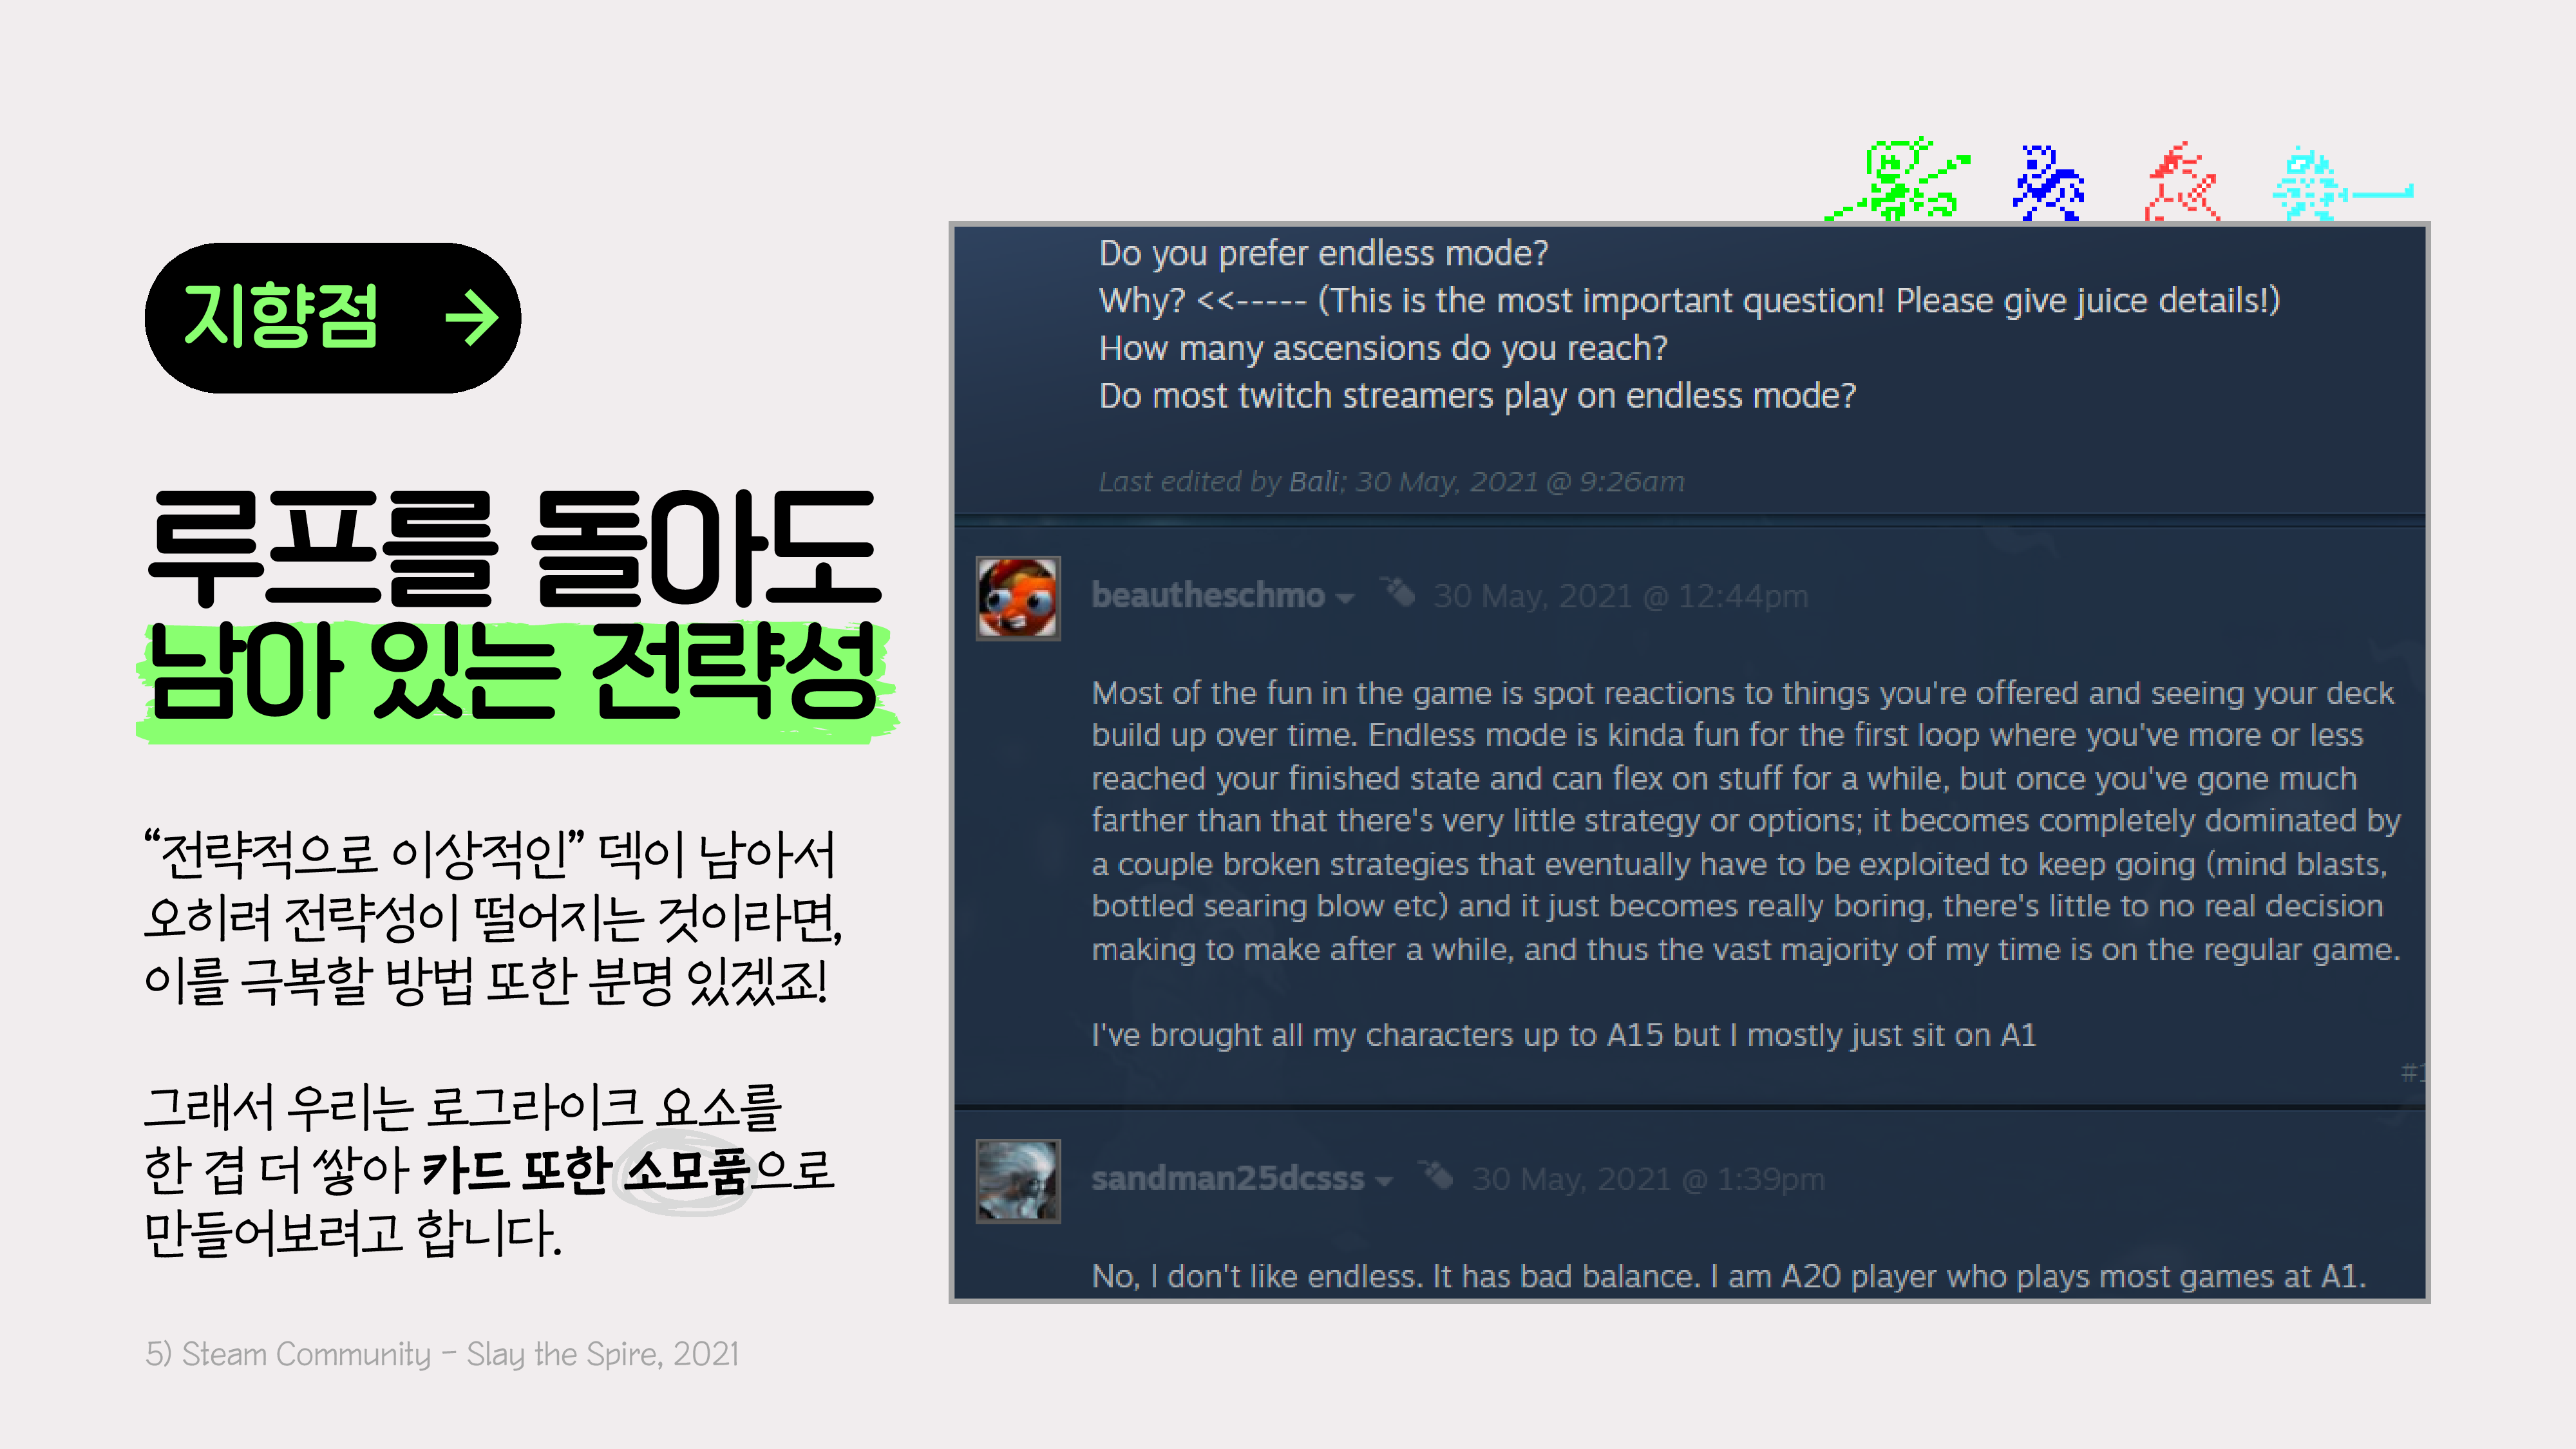 지향점 →
루프를 돌아도
남아 있는 전략성
“전략적으로 이상적인” 덱이 남아서
오히려 전략성이 떨어지는 것이라면,
이를 극복할 방법 또한 분명 있겠죠!
그래서 우리는 로그라이크 요소를
한 겹 더 쌓아 카드 또한 소모품으로
만들어보려고 합니다.
5) Steam Community - Slay the Spire, 2021
Do you prefer endless mode?
Why? <<----- (This is the most important question! Please give juice details!)
How many ascensions do you reach?
Do most twitch streamers play on endless mode?
Last edited by Bali; 30 May, 2021 @ 9:26am
beautheschmo 30 May, 2021 @ 12:44pm
Most of the fun in the game is spot reactions to things you're offered and seeing your deck
build up over time. Endless mode is kinda fun for the first loop where you've more or less
reached your finished state and can flex on stuff for a while, but once you've gone much
farther than that there's very little strategy or options; it becomes completely dominated by
a couple broken strategies that eventually have to be exploited to keep going (mind blasts,
bottled searing blow etc) and it just becomes really boring, there's little to no real decision
making to make after a while, and thus the vast majority of my time is on the regular game.
I've brought all my characters up to A15 but I mostly just sit on A1
#1
sandman25dcsss 30 May, 2021 @ 1:39pm
No, I don't like endless. It has bad balance. I am A20 player who plays most games at A1.